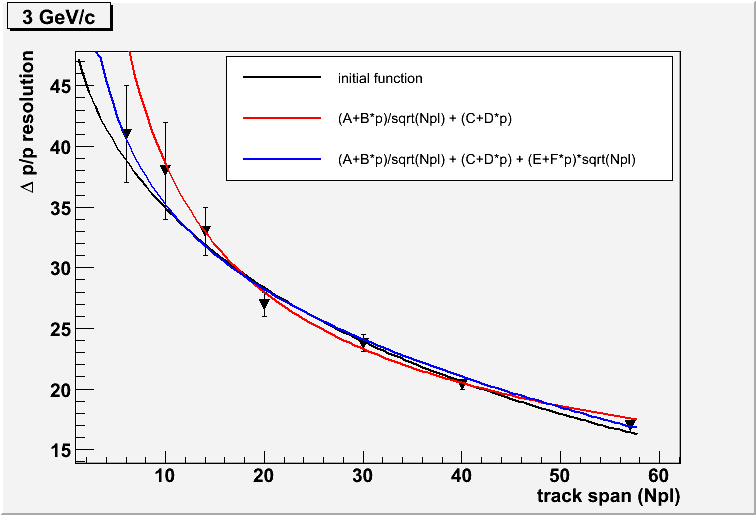 3 GeV/c
Δ p/p resolution
45
40
35
30
25
20
15
initial function
(A+B*p)/sqrt(Npl) + (C+D*p)
(A+B*p)/sqrt(Npl) + (C+D*p) + (E+F*p)*sqrt(Npl)
10 20 30 40 50 60
track span (Npl)